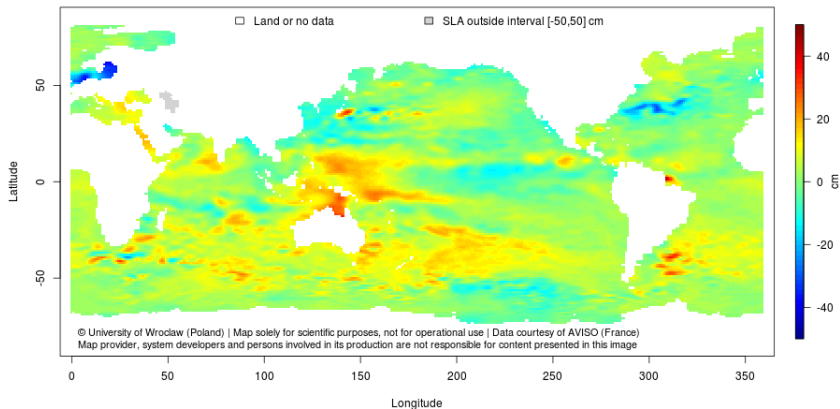 Land or no data
SLA outside interval [-50,50] cm
50
0
-50
Latitude
40
20
0
-20
-40
cm
© University of Wroclaw (Poland) | Map solely for scientific purposes, not for operational use | Data courtesy of AVISO (France)
Map provider, system developers and persons involved in its production are not responsible for content presented in this image
0 50 100 150 200 250 300 350
Longitude